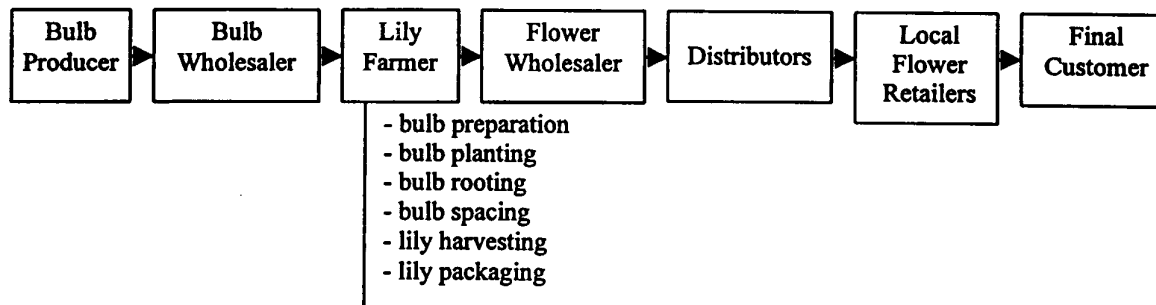 Bulb
Producer
Bulb
Wholesaler
Lily
Farmer
Flower
Wholesaler
Distributors
Local
Flower
Retailers
Final
Customer
- bulb preparation
- bulb planting
- bulb rooting
- bulb spacing
- lily harvesting
- lily packaging